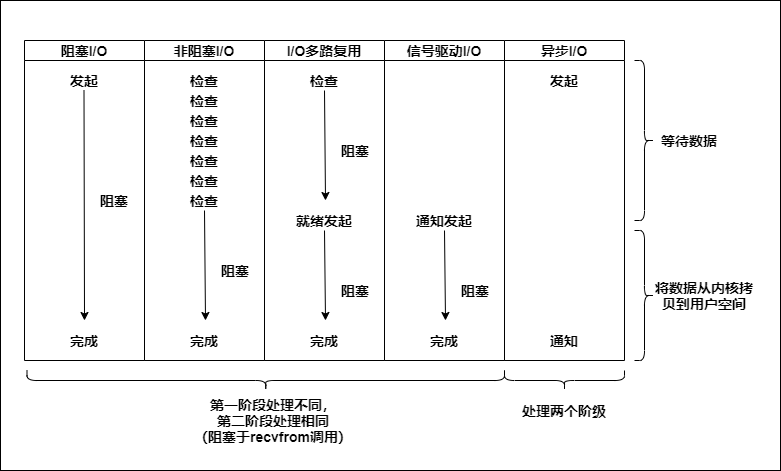 阻塞I/O 非阻塞I/O I/O多路复用 信号驱动I/O 异步I/O
发起 检查 检查 发起
检查
检查
检查 等待数据
检查 阻塞
检查
阻塞 检查
就绪发起 通知发起
阻塞
阻塞 阻塞 将数据从内核拷
贝到用户空间
完成 完成 完成 完成 通知
第一阶段处理不同，
第二阶段处理相同
（阻塞于recvfrom调用）
处理两个阶级